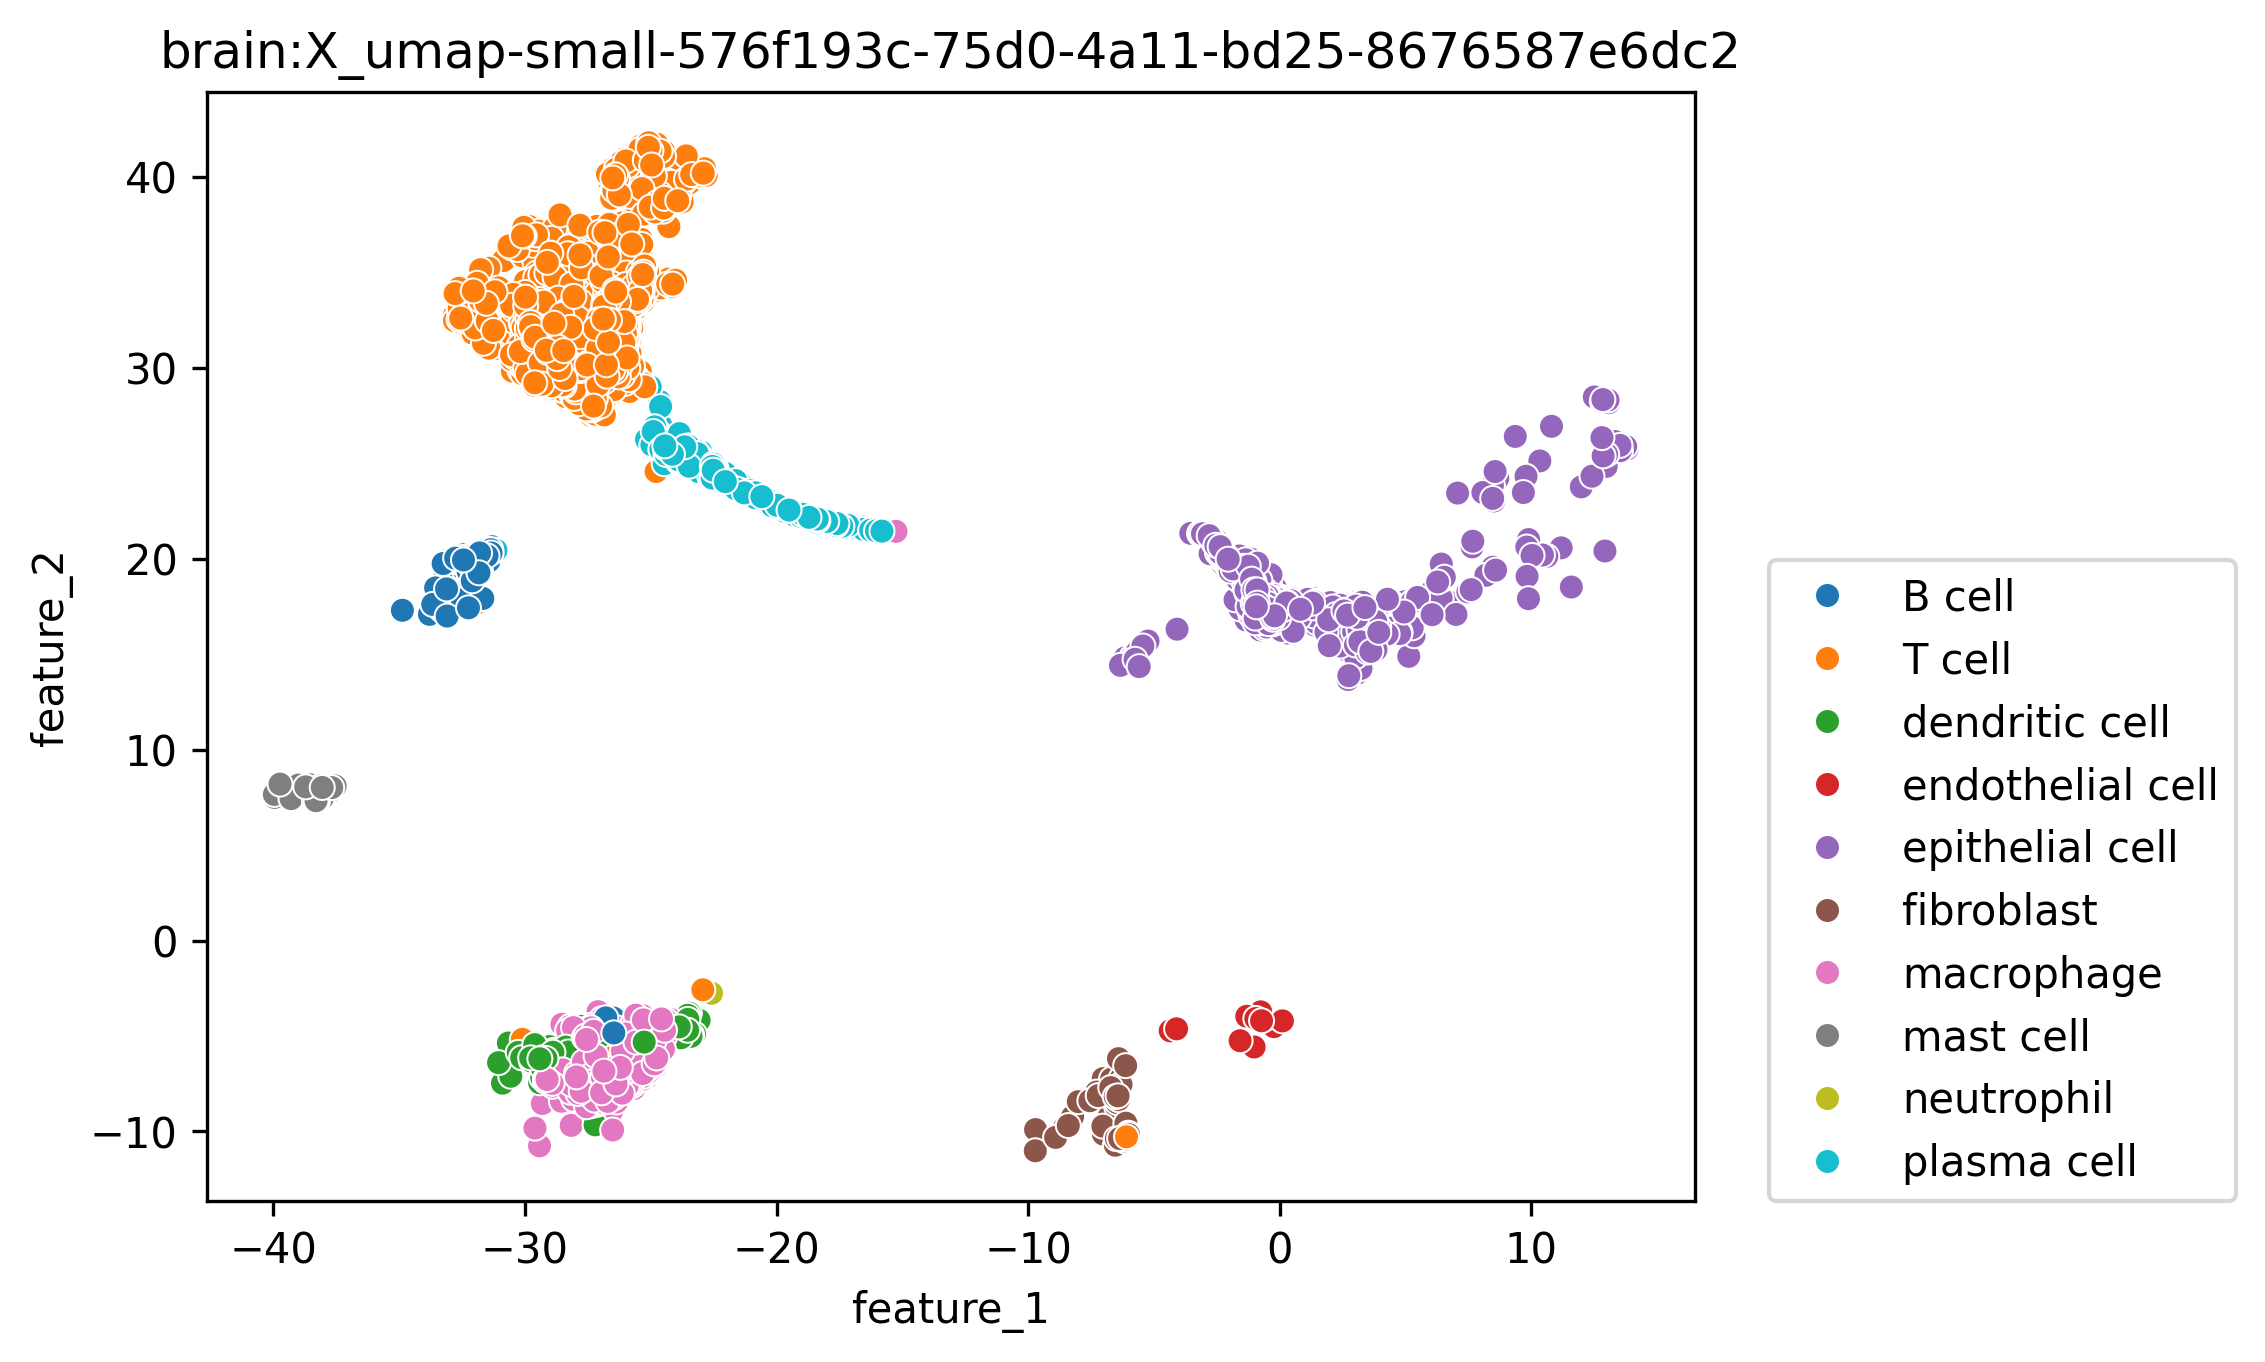 brain:X_umap-small-576f193c-75d0-4a11-bd25-8676587e6dc2
feature_2
40
30
20
10
0
−10
−40
−30
−20
−10
0
10
feature_1
B cell
T cell
dendritic cell
endothelial cell
epithelial cell
fibroblast
macrophage
mast cell
neutrophil
plasma cell